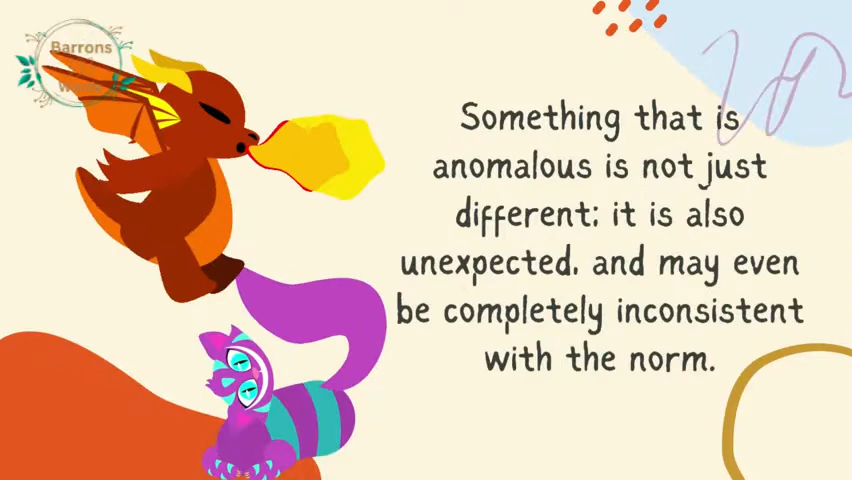 Barrons
Something that is
anomalous is not just
different; it is also
unexpected, and may even
be completely inconsistent
with the norm.